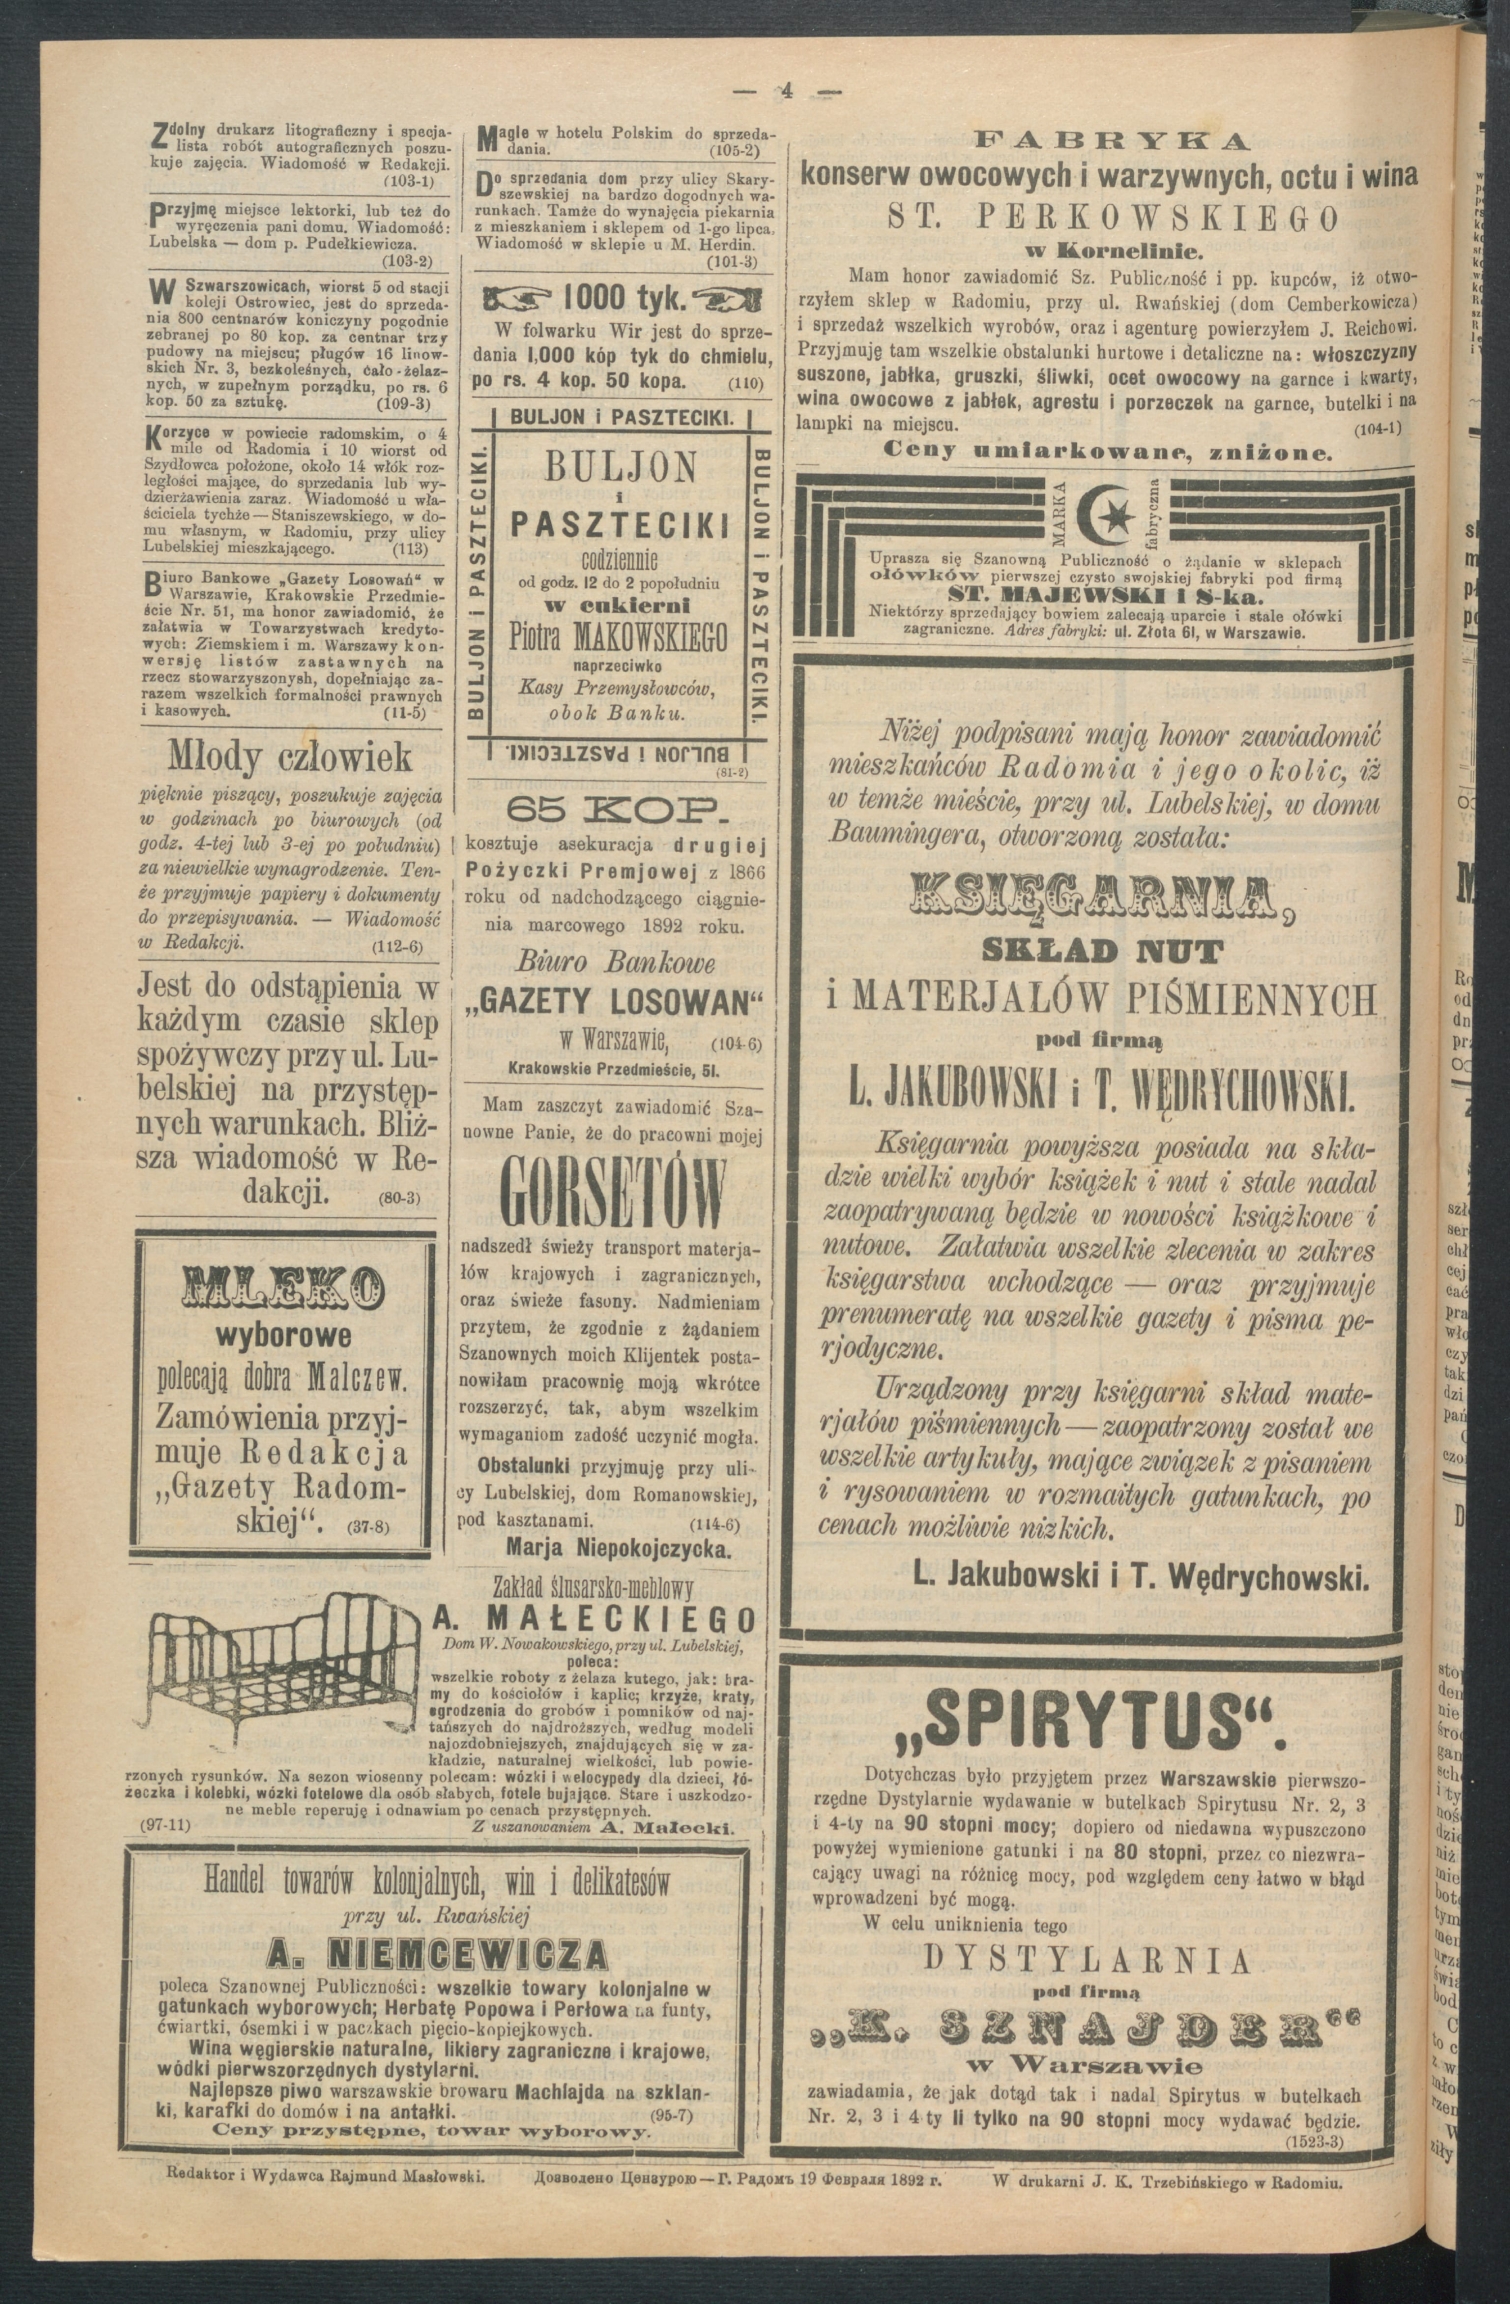 — 4 —
Zdolny drukarz litograficzny i specja-
lista robót autograficznych poszu-
kuje zajęcia. Wiadomość w Redakcji.
(103-1)
Przyjmę miejsce lektorki, lub też do
wyręczenia pani domu. Wiadomość:
Lubelska — dom p. Pudełkiewicza.
(103-2)
W Szwarszowicach, wiorst 5 od stacji
koleji Ostrowiec, jest do sprzeda-
nia 800 centnarów koniczyny pogodnie
zebranej po 80 kop. za centnar trzy
pudowy na miejscu; pługów 16 linow-
skich Nr. 3, bezkoleśnych, cało-żelaz-
nych, w zupełnym porządku, po rs. 6
kop. 50 za sztukę. (109-3)
Korzyce w powiecie radomskim, o 4
mile od Radomia i 10 wiorst od
Szydłowca położone, około 14 włók roz-
ległości mające, do sprzedania lub wy-
dzierżawienia zaraz. Wiadomość u wła-
ściciela tychże — Staniszewskiego, w do-
mu własnym, w Radomiu, przy ulicy
Lubelskiej mieszkającego. (113)
Biuro Bankowe „Gazety Losowań“ w
Warszawie, Krakowskie Przedmie-
ście Nr. 51, ma honor zawiadomić, że
załatwia w Towarzystwach kredyto-
wych: Ziemskiem i m. Warszawy kon-
wersję listów zastawnych na
rzecz stowarzyszonysh, dopełniając za-
razem wszelkich formalności prawnych
i kasowych. (11-5)
Młody człowiek
pięknie piszący, poszukuje zajęcia
w godzinach po biurowych (od
godz. 4-tej lub 3-ej po południu)
za niewielkie wynagrodzenie. Ten-
że przyjmuje papiery i dokumenty
do przepisywania. — Wiadomość
w Redakcji. (112-6)
Jest do odstąpienia w
każdym czasie sklep
spożywczy przy ul. Lu-
belskiej na przystęp-
nych warunkach. Bliż-
sza wiadomość w Re-
dakcji. (80-3)
MLEKO
wyborowe
polecają dobra Malczew.
Zamówienia przyj-
muje Redakcja
„Gazety Radom-
skiej“. (37-8)
Magle w hotelu Polskim do sprzeda-
dania. (105-2)
Do sprzedania dom przy ulicy Skary-
szewskiej na bardzo dogodnych wa-
runkach. Tamże do wynajęcia piekarnia
z mieszkaniem i sklepem od 1-go lipca.
Wiadomość w sklepie u M. Herdin.
(101-3)
1000 tyk.
W folwarku Wir jest do sprze-
dania 1,000 kóp tyk do chmielu,
po rs. 4 kop. 50 kopa. (110)
BULJON i PASZTECIKI.
BULJON i PASZTECIKI.
BULJON
i
PASZTECIKI
codziennie
od godz. 12 do 2 popołudniu
w cukierni
Piotra MAKOWSKIEGO
naprzeciwko
Kasy Przemysłowców,
obok Banku.
BULJON i PASZTECIKI.
BULJON i PASZTECIKI.
(81-2)
65 KOP.
kosztuje asekuracja drugiej
Pożyczki Premjowej z 1866
roku od nadchodzącego ciągnie-
nia marcowego 1892 roku.
Biuro Bankowe
„GAZETY LOSOWAN“
w Warszawie, (104-6)
Krakowskie Przedmieście, 51.
Mam zaszczyt zawiadomić Sza-
nowne Panie, że do pracowni mojej
GORSETÓW
nadszedł świeży transport materja-
łów krajowych i zagranicznych,
oraz świeże fasony. Nadmieniam
przytem, że zgodnie z żądaniem
Szanownych moich Klijentek posta-
nowiłam pracownię moją wkrótce
rozszerzyć, tak, abym wszelkim
wymaganiom zadość uczynić mogła.
Obstalunki przyjmuję przy uli-
cy Lubelskiej, dom Romanowskiej,
pod kasztanami. (114-6)
Marja Niepokojczycka.
Zakład ślusarsko-meblowy
A. MAŁECKIEGO
Dom W. Nowakowskiego, przy ul. Lubelskiej,
poleca:
wszelkie roboty z żelaza kutego, jak: bra-
my do kościołów i kaplic; krzyże, kraty,
ogrodzenia do grobów i pomników od naj-
tańszych do najdroższych, według modeli
najozdobniejszych, znajdujących się w za-
kładzie, naturalnej wielkości, lub powie-
rzonych rysunków. Na sezon wiosenny polecam: wózki i welocypedy dla dzieci, łó-
żeczka i kolebki, wózki fotelowe dla osób słabych, fotele bujające. Stare i uszkodzo-
ne meble reperuję i odnawiam po cenach przystępnych.
(97-11) Z uszanowaniem A. Małecki.
Handel towarów kolonjalnych, win i delikatesów
przy ul. Rwańskiej
A. NIEMCEWICZA
poleca Szanownej Publiczności: wszelkie towary kolonjalne w
gatunkach wyborowych; Herbatę Popowa i Perłowa na funty,
ćwiartki, ósemki i w paczkach pięcio-kopiejkowych.
Wina węgierskie naturalne, likiery zagraniczne i krajowe,
wódki pierwszorzędnych dystylarni.
Najlepsze piwo warszawskie browaru Machlajda na szklan-
ki, karafki do domów i na antałki. (95-7)
Ceny przystępne, towar wyborowy.
FABRYKA
konserw owocowych i warzywnych, octu i wina
ST. PERKOWSKIEGO
w Kornelinie.
Mam honor zawiadomić Sz. Publiczność i pp. kupców, iż otwo-
rzyłem sklep w Radomiu, przy ul. Rwańskiej (dom Cemberkowicza)
i sprzedaż wszelkich wyrobów, oraz i agenturę powierzyłem J. Reichowi.
Przyjmuję tam wszelkie obstalunki hurtowe i detaliczne na: włoszczyzny
suszone, jabłka, gruszki, śliwki, ocet owocowy na garnce i kwarty,
wina owocowe z jabłek, agrestu i porzeczek na garnce, butelki i na
lampki na miejscu. (104-1)
Ceny umiarkowane, zniżone.
MARKA fabryczna
Uprasza się Szanowną Publiczność o żądanie w sklepach
ołówków pierwszej czysto swojskiej fabryki pod firmą
ST. MAJEWSKI i S-ka.
Niektórzy sprzedający bowiem zalecają uparcie i stale ołówki
zagraniczne. Adres fabryki: ul. Złota 61, w Warszawie.
Niżej podpisani mają honor zawiadomić
mieszkańców Radomia i jego okolic, iż
w temże mieście, przy ul. Lubelskiej, w domu
Baumingera, otworzoną została:
KSIĘGARNIA,
SKŁAD NUT
i MATERJAŁÓW PIŚMIENNYCH
pod firmą
L. JAKUBOWSKI i T. WĘDRYCHOWSKI.
Księgarnia powyższa posiada na skła-
dzie wielki wybór książek i nut i stale nadal
zaopatrywaną będzie w nowości książkowe i
nutowe. Załatwia wszelkie zlecenia w zakres
księgarstwa wchodzące — oraz przyjmuje
prenumeratę na wszelkie gazety i pisma pe-
rjodyczne.
Urządzony przy księgarni skład mate-
rjałów piśmiennych — zaopatrzony został we
wszelkie artykuły, mające związek z pisaniem
i rysowaniem w rozmaitych gatunkach, po
cenach możliwie nizkich.
L. Jakubowski i T. Wędrychowski.
„SPIRYTUS“.
Dotychczas było przyjętem przez Warszawskie pierwszo-
rzędne Dystylarnie wydawanie w butelkach Spirytusu Nr. 2, 3
i 4-ty na 90 stopni mocy; dopiero od niedawna wypuszczono
powyżej wymienione gatunki i na 80 stopni, przez co niezwra-
cający uwagi na różnicę mocy, pod względem ceny łatwo w błąd
wprowadzeni być mogą.
W celu uniknienia tego
DYSTYLARNIA
pod firmą
„K. SZNAJDER“
w Warszawie
zawiadamia, że jak dotąd tak i nadal Spirytus w butelkach
Nr. 2, 3 i 4 ty li tylko na 90 stopni mocy wydawać będzie.
(1523-3)
Redaktor i Wydawca Rajmund Masłowski. Дозволено Цензурою — Г. Радомъ 19 Февраля 1892 г. W drukarni J. K. Trzebińskiego w Radomiu.